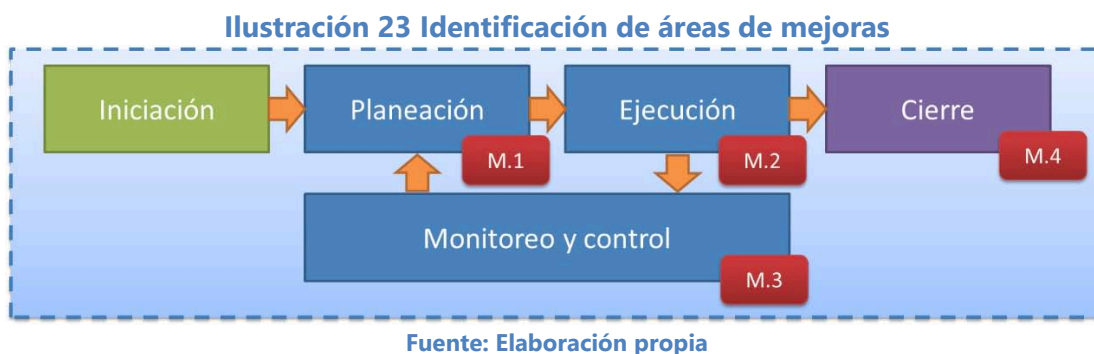 Ilustración 23 Identificación de áreas de mejoras
Iniciación
Planeación
Ejecución
Cierre
M.1
M.2
M.4
Monitoreo y control
M.3
Fuente: Elaboración propia